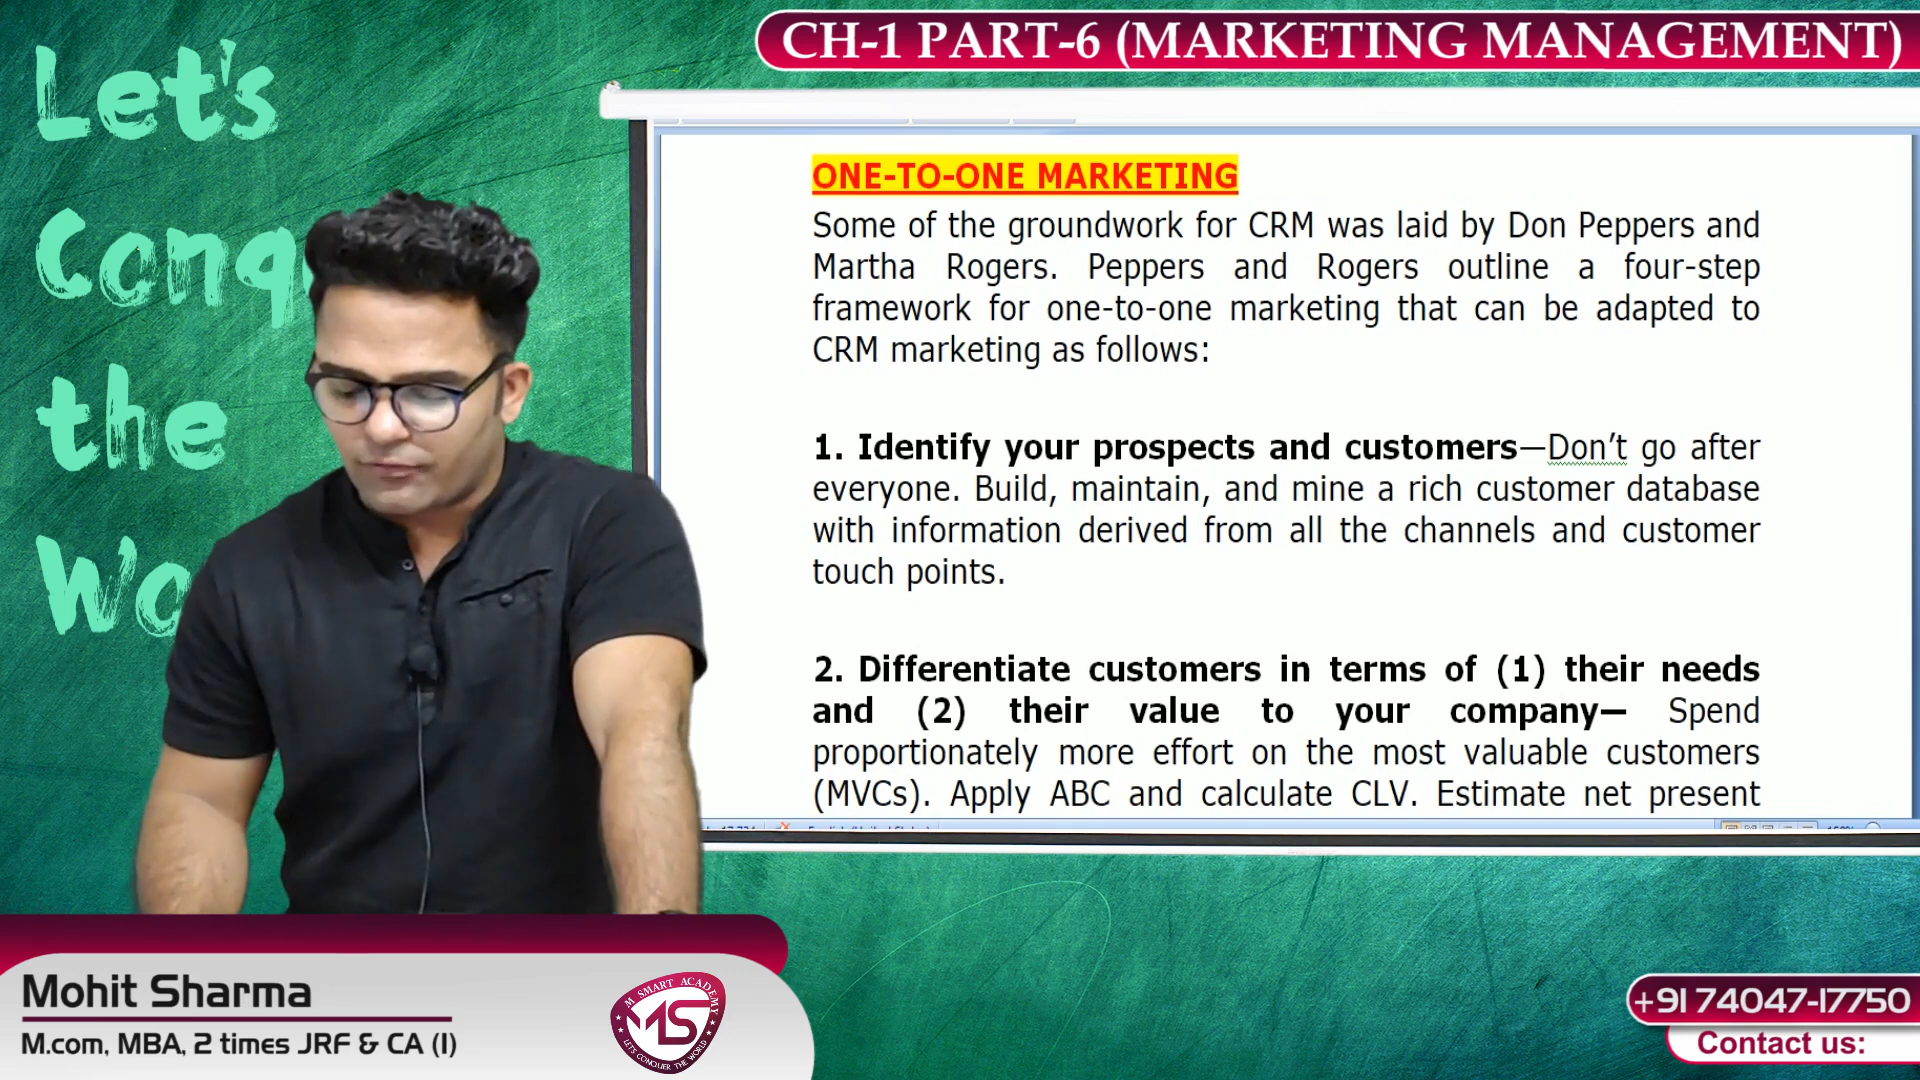 CH-1 PART-6 (MARKETING MANAGEMENT)
Let's
Conq
the
Wo
ONE-TO-ONE MARKETING
Some of the groundwork for CRM was laid by Don Peppers and
Martha Rogers. Peppers and Rogers outline a four-step
framework for one-to-one marketing that can be adapted to
CRM marketing as follows:
1. Identify your prospects and customers—Don’t go after
everyone. Build, maintain, and mine a rich customer database
with information derived from all the channels and customer
touch points.
2. Differentiate customers in terms of (1) their needs
and (2) their value to your company— Spend
proportionately more effort on the most valuable customers
(MVCs). Apply ABC and calculate CLV. Estimate net present
Mohit Sharma
M.com, MBA, 2 times JRF & CA (I)
M SMART ACADEMY
MS
LET'S CONQUER THE WORLD
+91 74047-17750
Contact us: